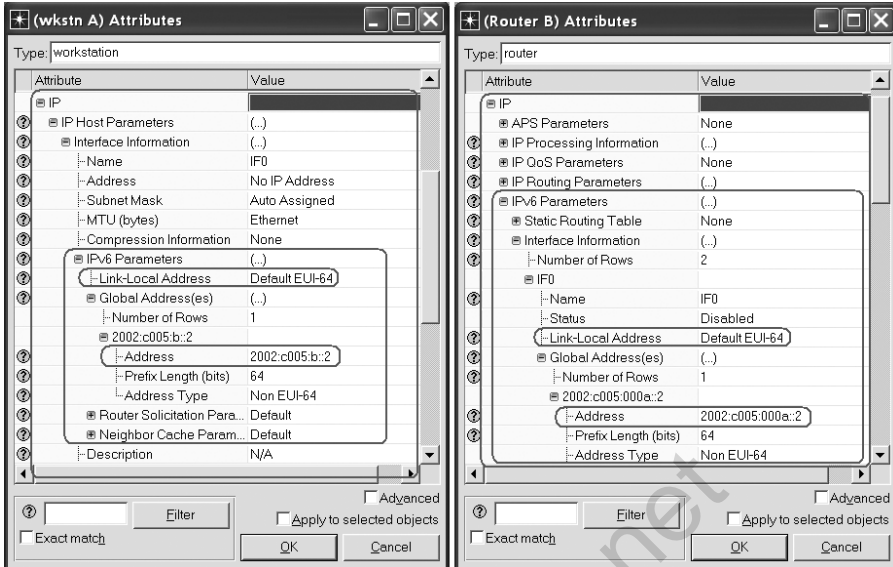 (wkstn A) Attributes
Type: workstation
Attribute Value
IP
IP Host Parameters (...)
Interface Information (...)
Name IF0
Address No IP Address
Subnet Mask Auto Assigned
MTU (bytes) Ethernet
Compression Information None
IPv6 Parameters (...)
Link-Local Address Default EUI-64
Global Address(es) (...)
Number of Rows 1
2002:c005:b::2
Address 2002:c005:b::2
Prefix Length (bits) 64
Address Type Non EUI-64
Router Solicitation Para... Default
Neighbor Cache Param... Default
Description N/A
Advanced
Filter
Apply to selected objects
Exact match
OK
Cancel
(Router B) Attributes
Type: router
Attribute Value
IP
APS Parameters None
IP Processing Information (...)
IP QoS Parameters None
IP Routing Parameters (...)
IPv6 Parameters (...)
Static Routing Table None
Interface Information (...)
Number of Rows 2
IF0
Name IF0
Status Disabled
Link-Local Address Default EUI-64
Global Address(es) (...)
Number of Rows 1
2002:c005:000a::2
Address 2002:c005:000a::2
Prefix Length (bits) 64
Address Type Non EUI-64
Advanced
Filter
Apply to selected objects
Exact match
OK
Cancel
net